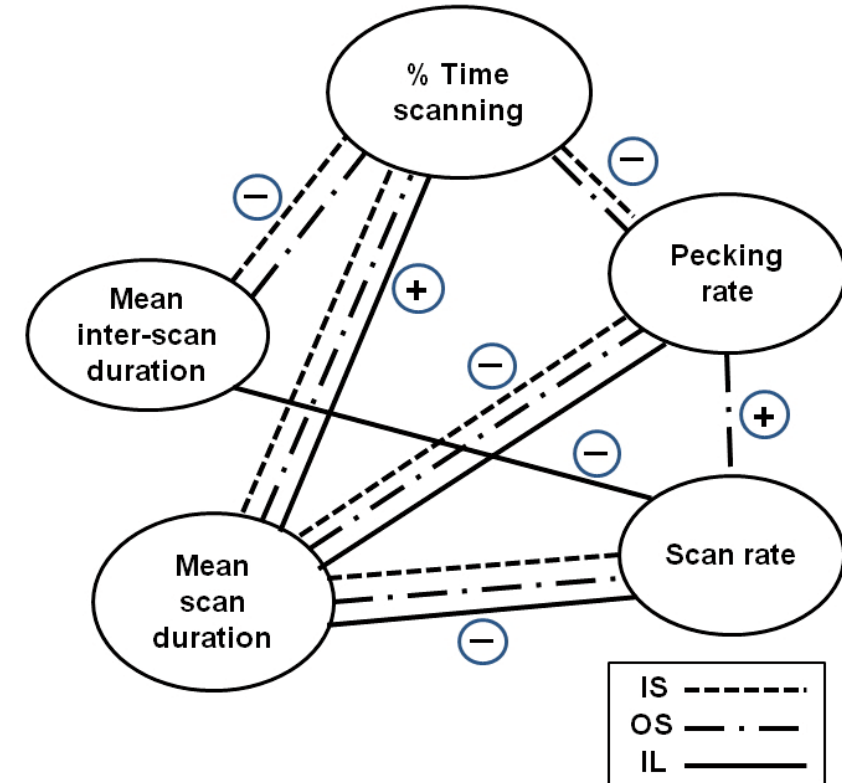 % Time
scanning
−
−
Pecking
rate
Mean
inter-scan
duration
+
−
+
−
Mean
scan
duration
Scan rate
−
IS
OS
IL